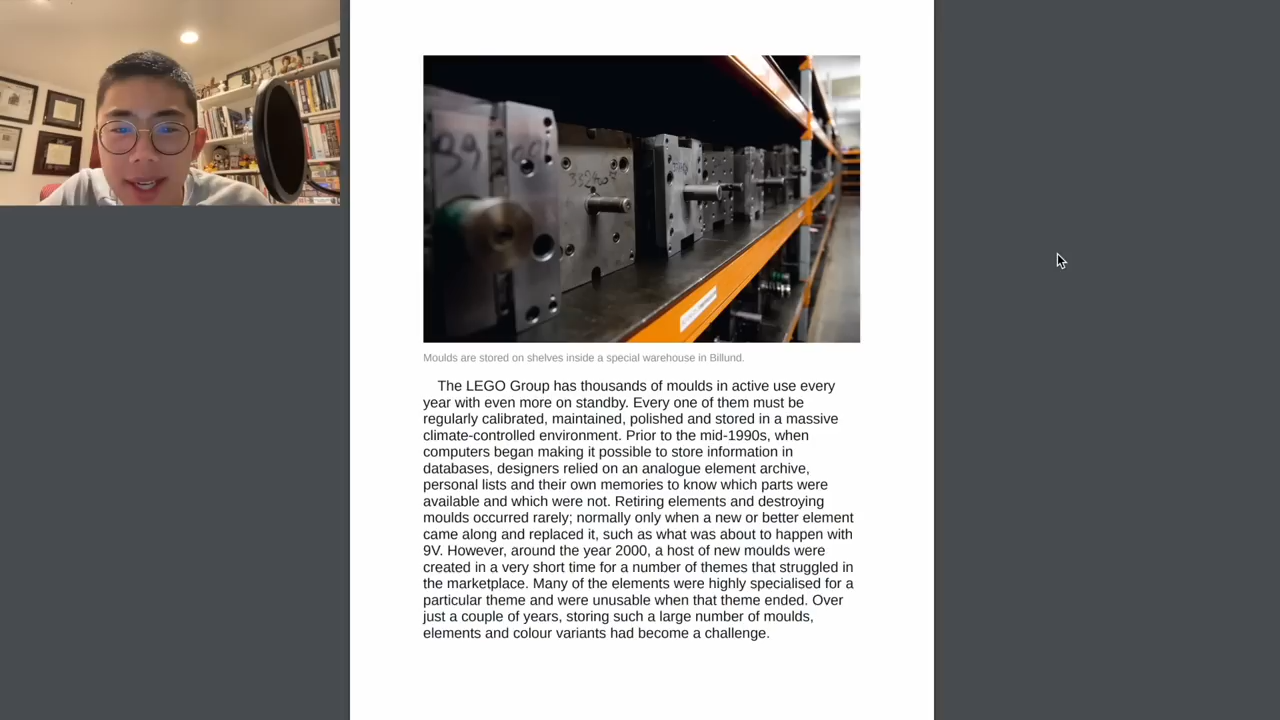 Moulds are stored on shelves inside a special warehouse in Billund.
The LEGO Group has thousands of moulds in active use every
year with even more on standby. Every one of them must be
regularly calibrated, maintained, polished and stored in a massive
climate-controlled environment. Prior to the mid-1990s, when
computers began making it possible to store information in
databases, designers relied on an analogue element archive,
personal lists and their own memories to know which parts were
available and which were not. Retiring elements and destroying
moulds occurred rarely; normally only when a new or better element
came along and replaced it, such as what was about to happen with
9V. However, around the year 2000, a host of new moulds were
created in a very short time for a number of themes that struggled in
the marketplace. Many of the elements were highly specialised for a
particular theme and were unusable when that theme ended. Over
just a couple of years, storing such a large number of moulds,
elements and colour variants had become a challenge.